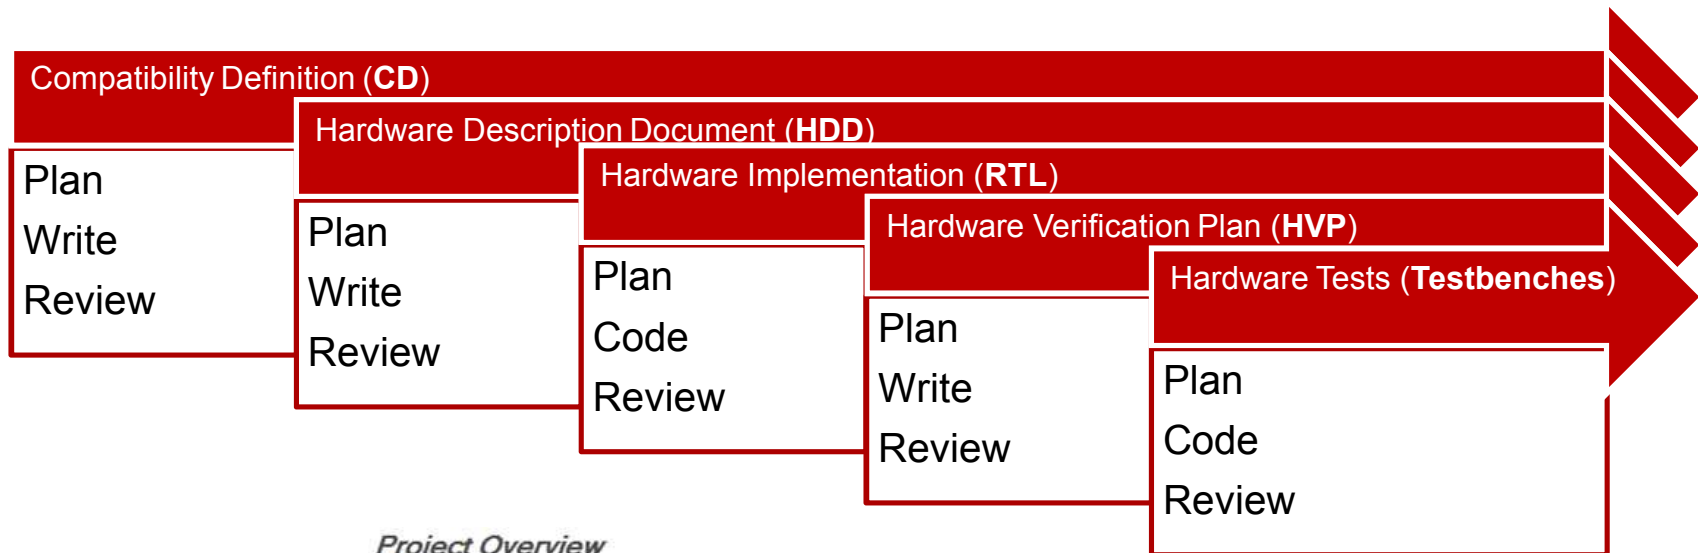 Compatibility Definition (CD)
Plan
Write
Review
Hardware Description Document (HDD)
Plan
Write
Review
Hardware Implementation (RTL)
Plan
Code
Review
Hardware Verification Plan (HVP)
Plan
Write
Review
Hardware Tests (Testbenches)
Plan
Code
Review
Project Overview